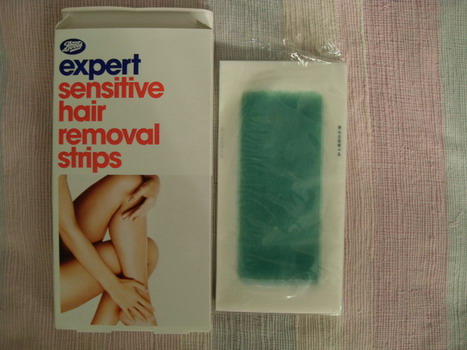 Boots
expert
sensitive
hair
removal
strips